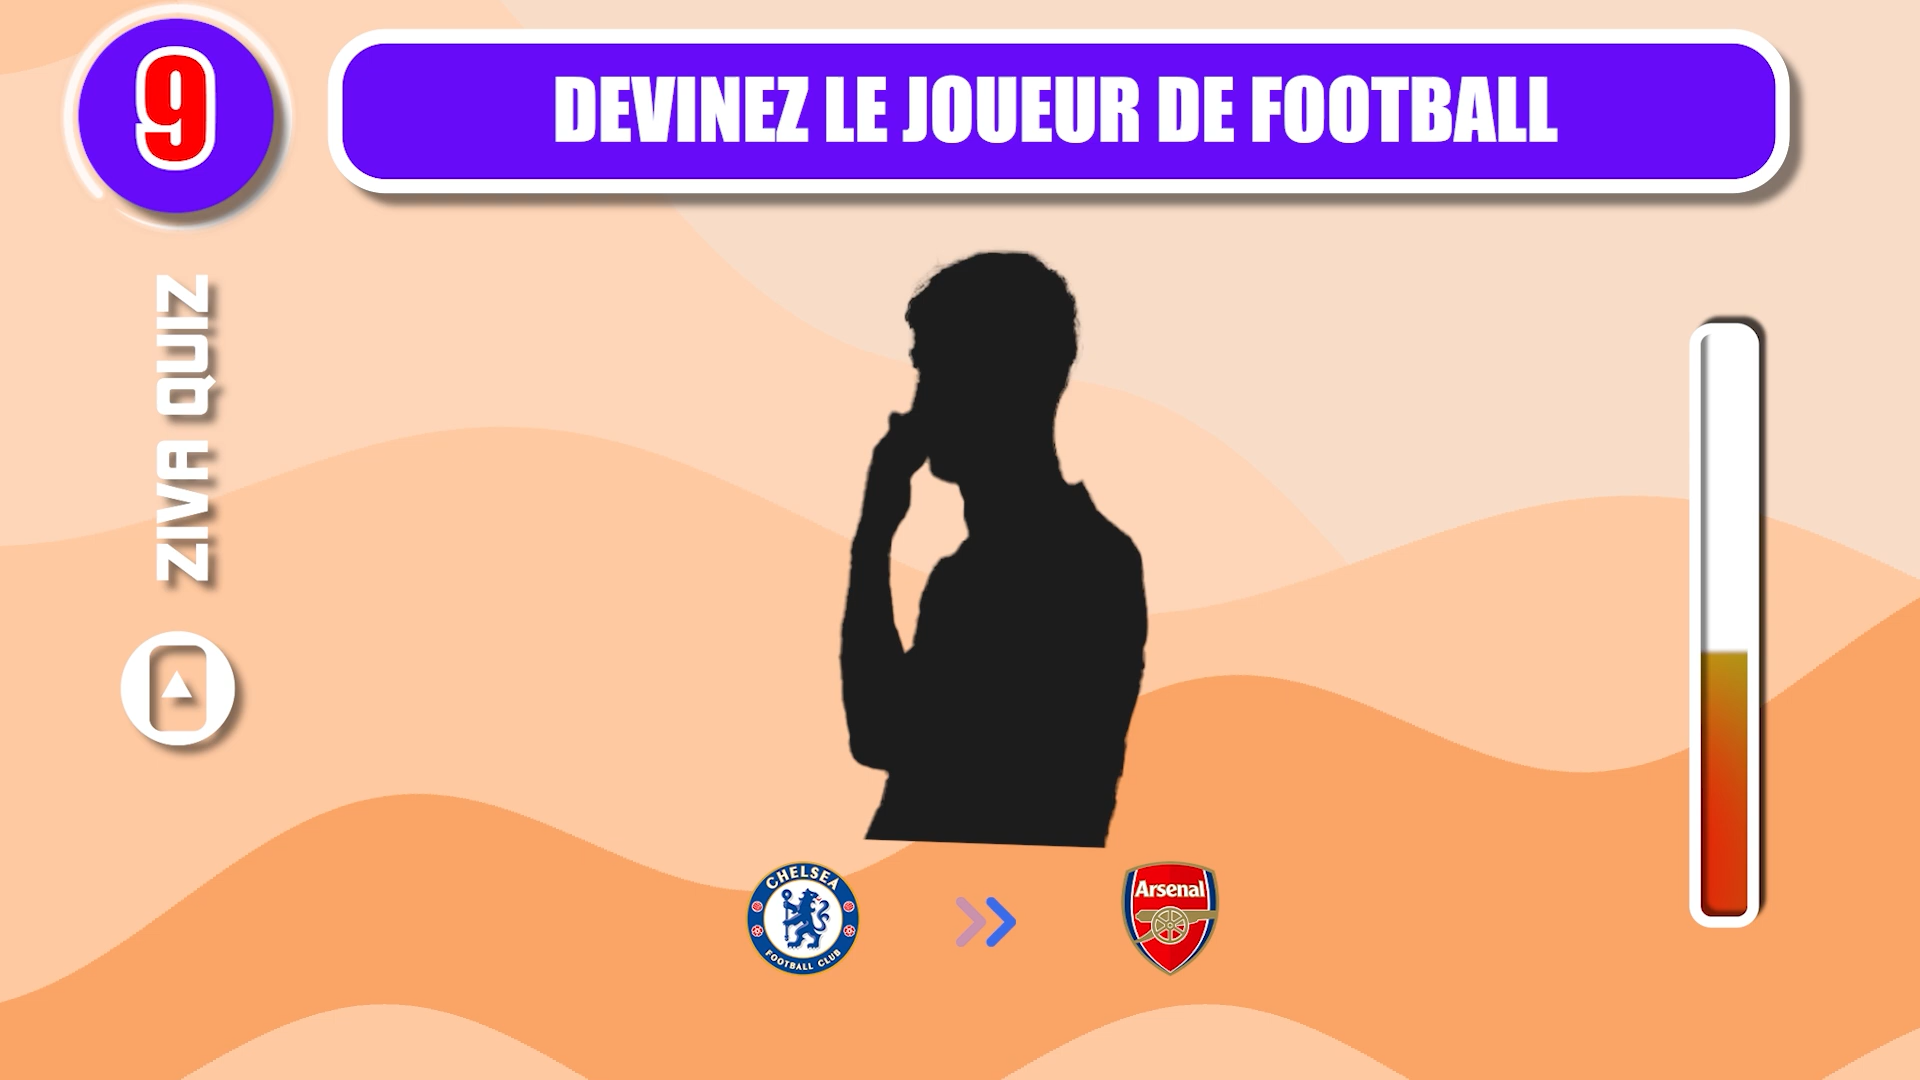 9
DEVINEZ LE JOUEUR DE FOOTBALL
ZIVA QUIZ
CHELSEA
FOOTBALL CLUB
Arsenal